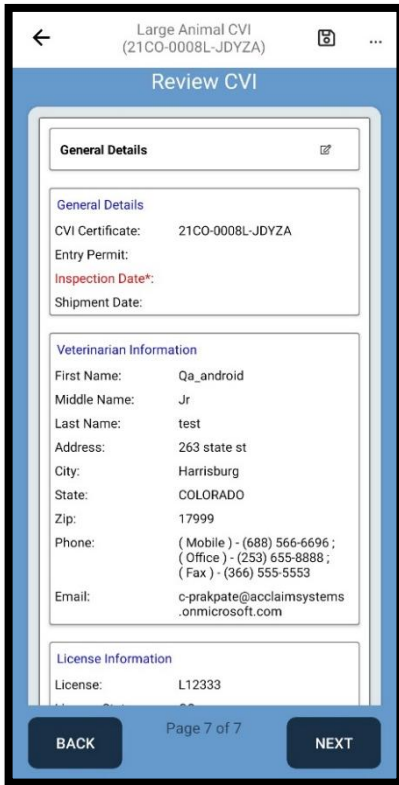 Large Animal CVI
(21CO-0008L-JDYZA)
...
Review CVI
General Details
General Details
CVI Certificate: 21CO-0008L-JDYZA
Entry Permit:
Inspection Date*:
Shipment Date:
Veterinarian Information
First Name: Qa_android
Middle Name: Jr
Last Name: test
Address: 263 state st
City: Harrisburg
State: COLORADO
Zip: 17999
Phone: ( Mobile ) - (688) 566-6696 ;
( Office ) - (253) 655-8888 ;
( Fax ) - (366) 555-5553
Email: c-prakpate@acclaimsystems
.onmicrosoft.com
License Information
License: L12333
BACK
Page 7 of 7
NEXT